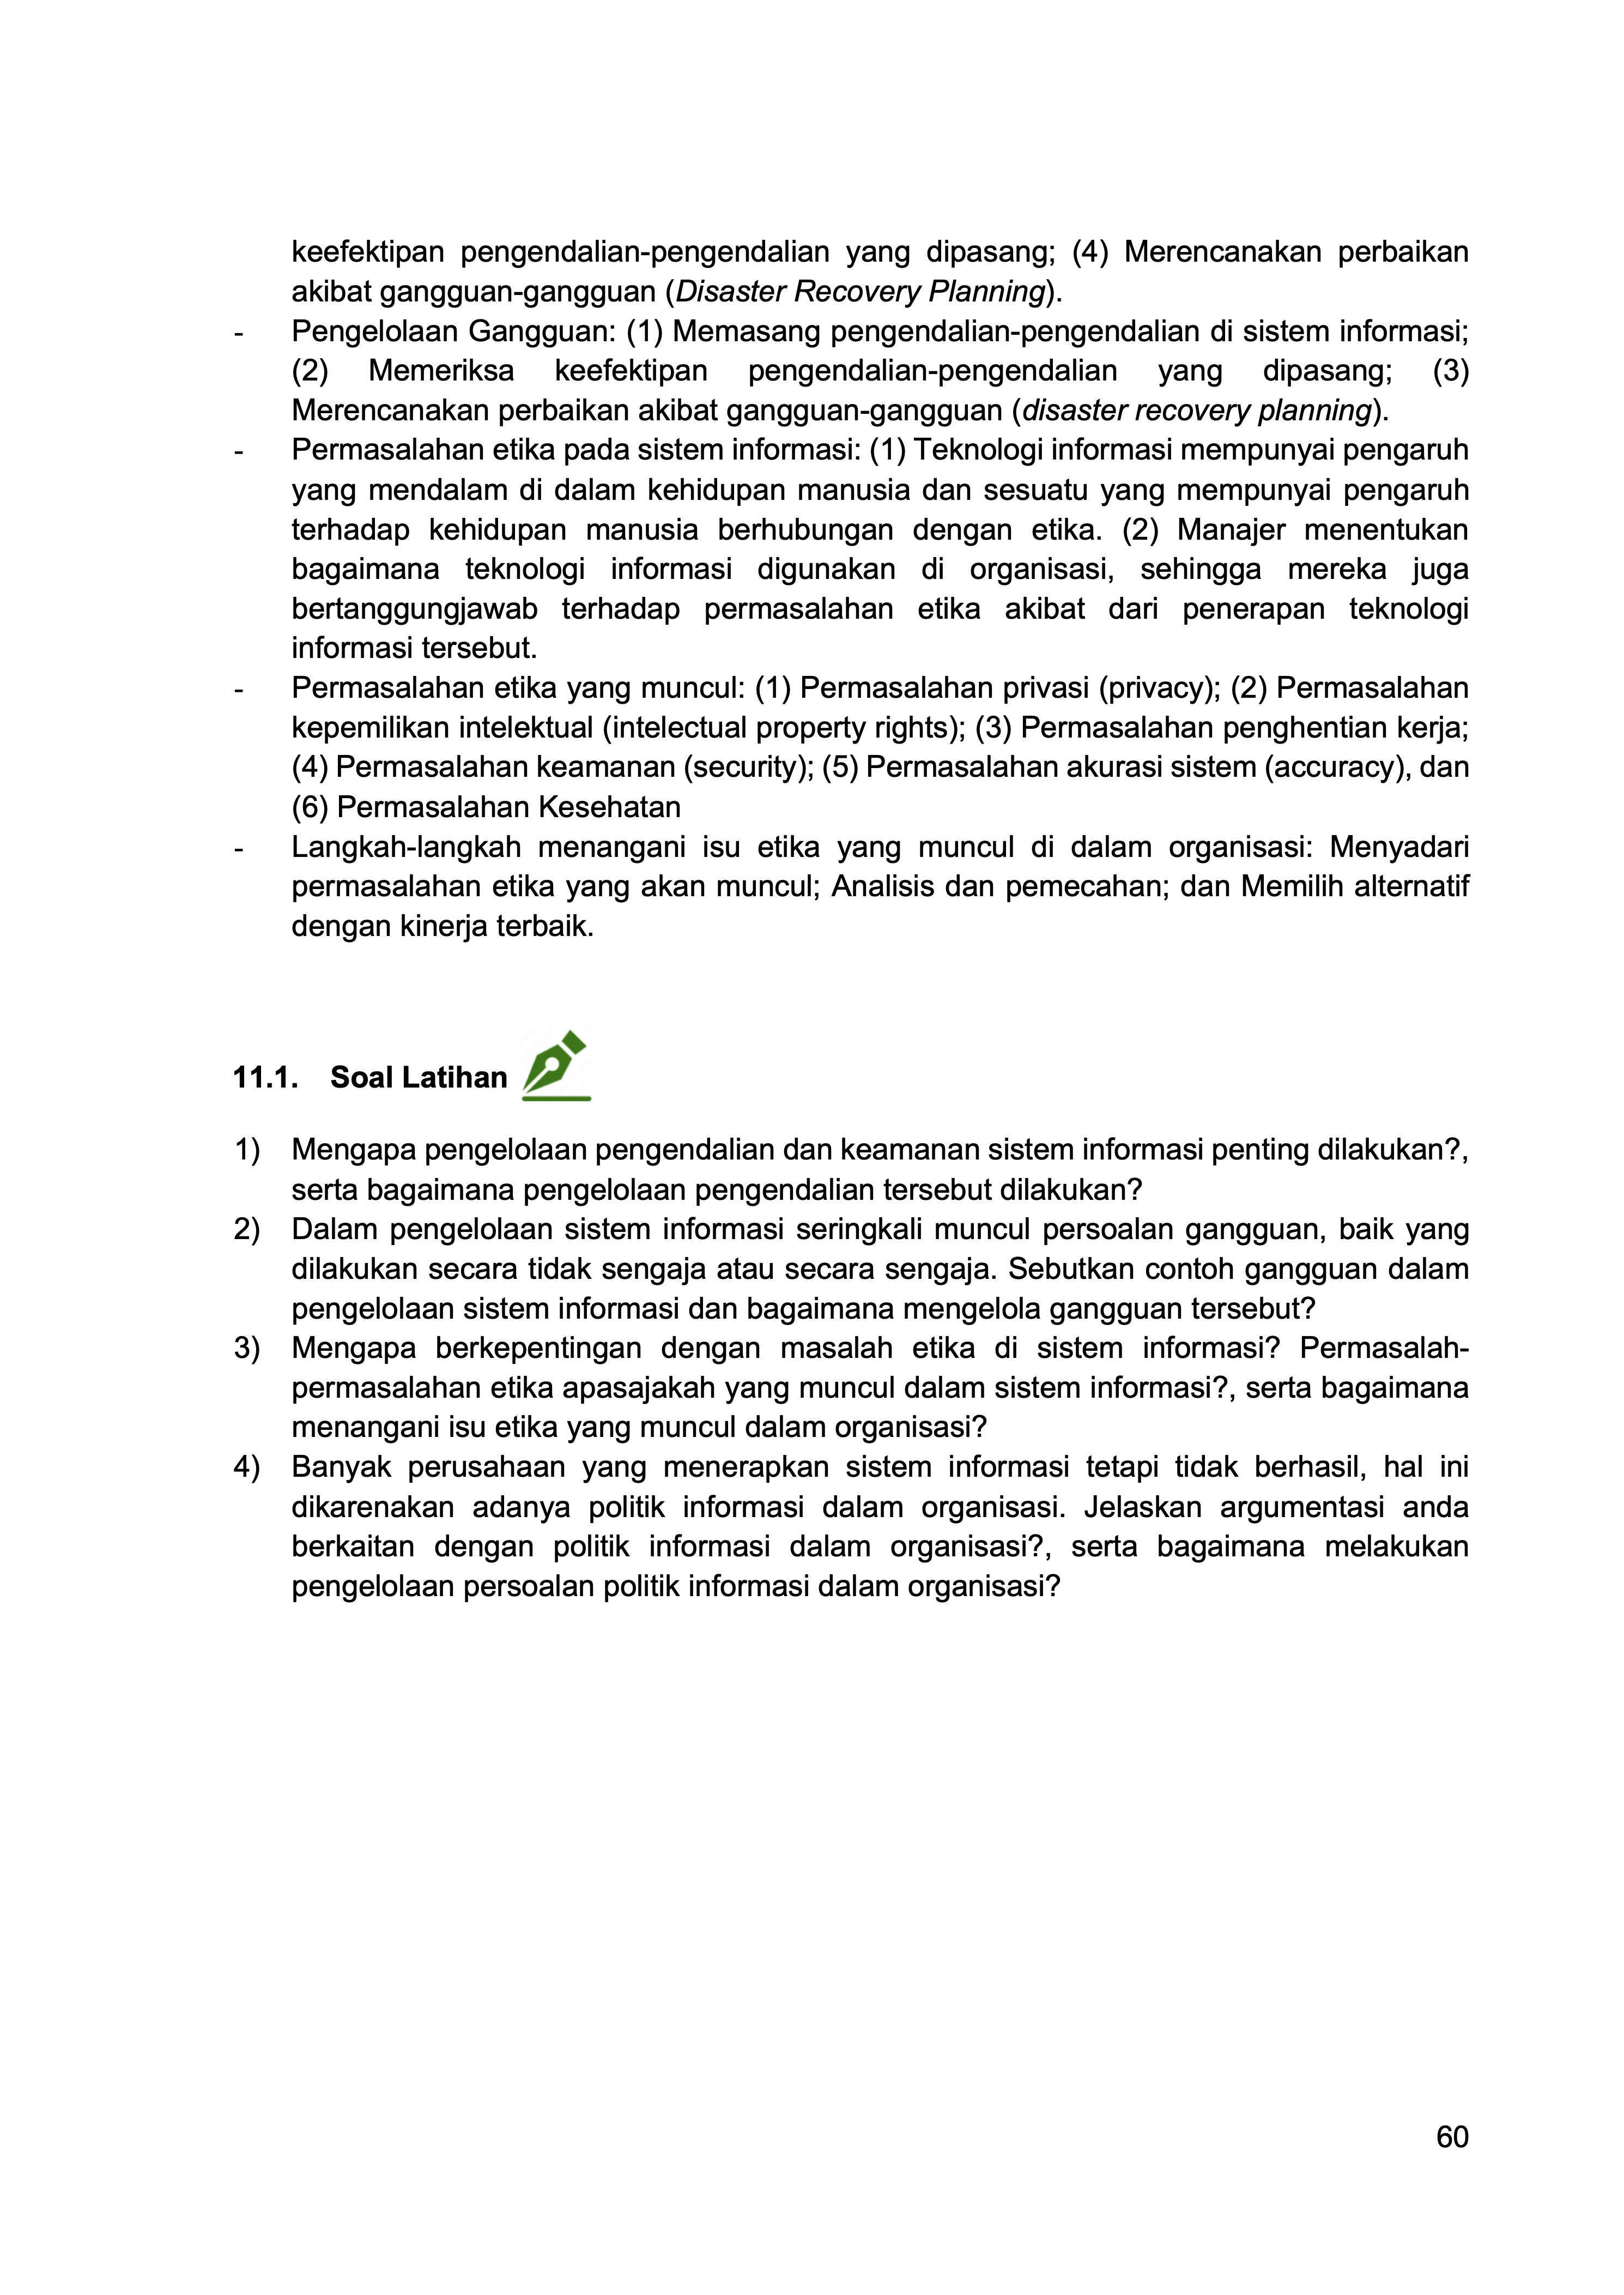 keefektipan pengendalian-pengendalian yang dipasang; (4) Merencanakan perbaikan
akibat gangguan-gangguan (Disaster Recovery Planning).
- Pengelolaan Gangguan: (1) Memasang pengendalian-pengendalian di sistem informasi;
(2) Memeriksa keefektipan pengendalian-pengendalian yang dipasang; (3)
Merencanakan perbaikan akibat gangguan-gangguan (disaster recovery planning).
- Permasalahan etika pada sistem informasi: (1) Teknologi informasi mempunyai pengaruh
yang mendalam di dalam kehidupan manusia dan sesuatu yang mempunyai pengaruh
terhadap kehidupan manusia berhubungan dengan etika. (2) Manajer menentukan
bagaimana teknologi informasi digunakan di organisasi, sehingga mereka juga
bertanggungjawab terhadap permasalahan etika akibat dari penerapan teknologi
informasi tersebut.
- Permasalahan etika yang muncul: (1) Permasalahan privasi (privacy); (2) Permasalahan
kepemilikan intelektual (intelectual property rights); (3) Permasalahan penghentian kerja;
(4) Permasalahan keamanan (security); (5) Permasalahan akurasi sistem (accuracy), dan
(6) Permasalahan Kesehatan
- Langkah-langkah menangani isu etika yang muncul di dalam organisasi: Menyadari
permasalahan etika yang akan muncul; Analisis dan pemecahan; dan Memilih alternatif
dengan kinerja terbaik.
11.1. Soal Latihan
1) Mengapa pengelolaan pengendalian dan keamanan sistem informasi penting dilakukan?,
serta bagaimana pengelolaan pengendalian tersebut dilakukan?
2) Dalam pengelolaan sistem informasi seringkali muncul persoalan gangguan, baik yang
dilakukan secara tidak sengaja atau secara sengaja. Sebutkan contoh gangguan dalam
pengelolaan sistem informasi dan bagaimana mengelola gangguan tersebut?
3) Mengapa berkepentingan dengan masalah etika di sistem informasi? Permasalah-
permasalahan etika apasajakah yang muncul dalam sistem informasi?, serta bagaimana
menangani isu etika yang muncul dalam organisasi?
4) Banyak perusahaan yang menerapkan sistem informasi tetapi tidak berhasil, hal ini
dikarenakan adanya politik informasi dalam organisasi. Jelaskan argumentasi anda
berkaitan dengan politik informasi dalam organisasi?, serta bagaimana melakukan
pengelolaan persoalan politik informasi dalam organisasi?
60